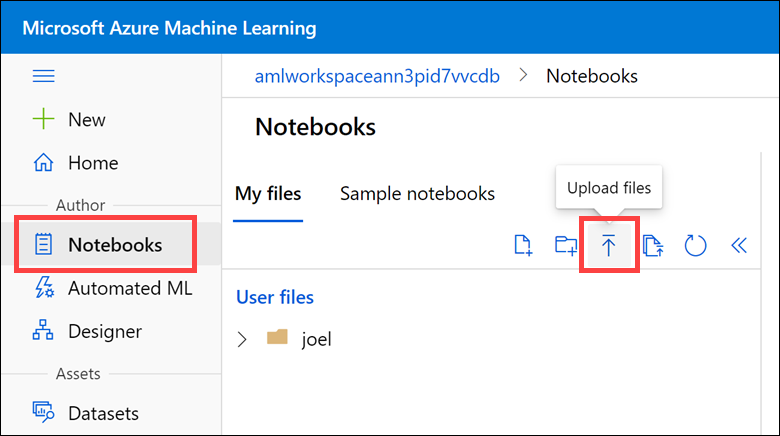 Microsoft Azure Machine Learning
amlworkspaceann3pid7vvcdb > Notebooks
New
Home
Author
Notebooks
Automated ML
Designer
Assets
Datasets
Notebooks
My files Sample notebooks
Upload files
User files
joel